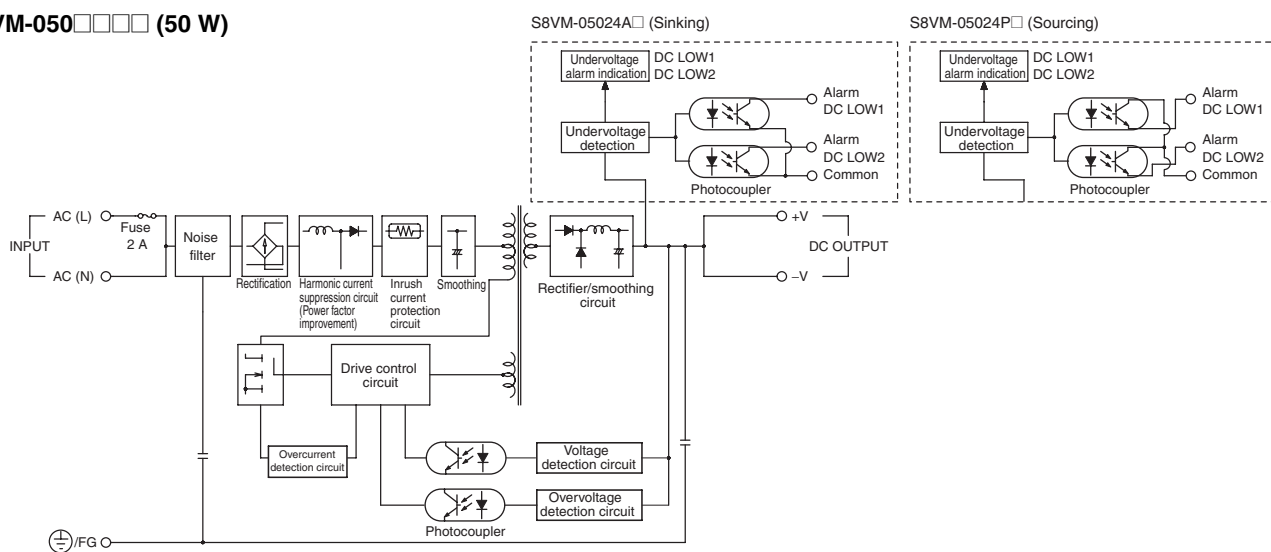 VM-050□□□□ (50 W)
S8VM-05024A□ (Sinking)
Undervoltage
alarm indication
DC LOW1
DC LOW2
Undervoltage
detection
Alarm
DC LOW1
Alarm
DC LOW2
Common
Photocoupler
S8VM-05024P□ (Sourcing)
Undervoltage
alarm indication
DC LOW1
DC LOW2
Undervoltage
detection
Alarm
DC LOW1
Alarm
DC LOW2
Common
Photocoupler
INPUT
AC (L)
AC (N)
Fuse
2 A
Noise
filter
Rectification
Harmonic current
suppression circuit
(Power factor
improvement)
Inrush
current
protection
circuit
Smoothing
Rectifier/smoothing
circuit
+V
DC OUTPUT
–V
Drive control
circuit
Overcurrent
detection circuit
Voltage
detection circuit
Overvoltage
detection circuit
Photocoupler
/FG